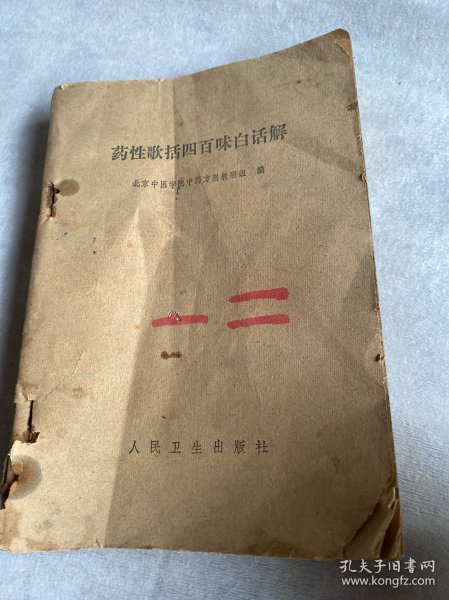 药性歌括四百味白话解
北京中医学院中药方剂教研组 编
一 二
人民卫生出版社
孔夫子旧书网
www.kongfz.com